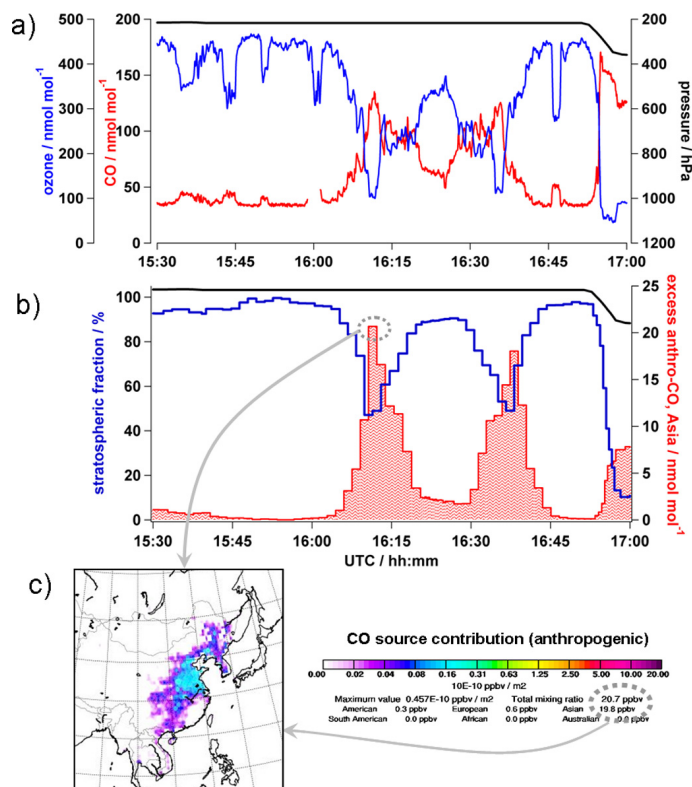 a)
500
400
300
200
100
0
ozone / nmol mol-1
200
150
100
50
0
CO / nmol mol-1
200
400
600
800
1000
1200
pressure / hPa
15:30 15:45 16:00 16:15 16:30 16:45 17:00
b)
100
80
60
40
20
0
stratospheric fraction / %
25
20
15
10
5
0
excess anthro-CO, Asia / nmol mol-1
15:30 15:45 16:00 16:15 16:30 16:45 17:00
UTC / hh:mm
c)
CO source contribution (anthropogenic)
0.00 0.02 0.04 0.08 0.16 0.31 0.63 1.25 2.50 5.00 10.00 20.00
10E-10 ppbv / m2
Maximum value 0.457E-10 ppbv / m2 Total mixing ratio 20.7 ppbv
American 0.3 ppbv European 0.6 ppbv Asian 19.8 ppbv
South American 0.0 ppbv African 0.0 ppbv Australian 0.0 ppbv